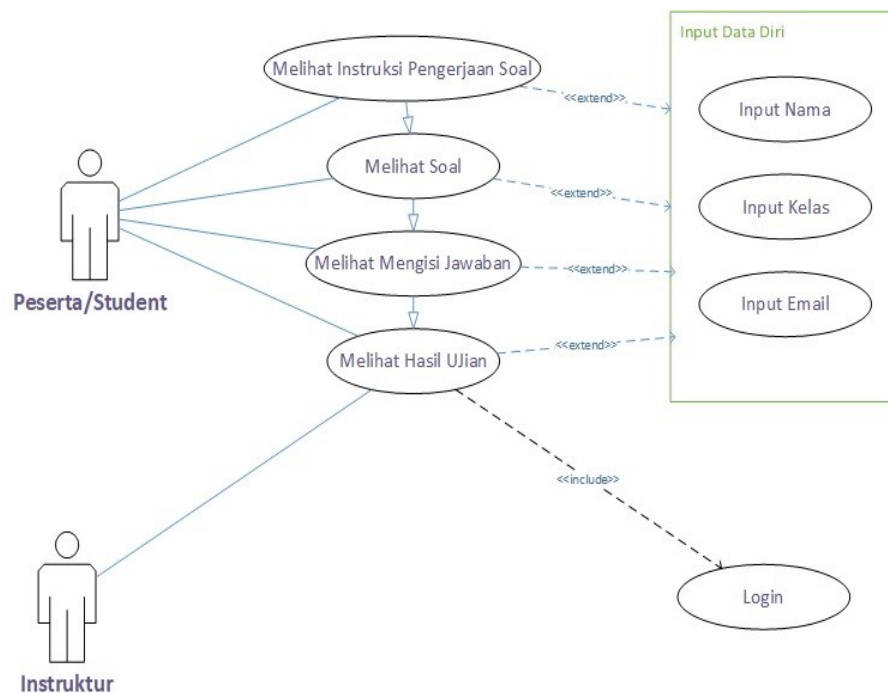 Input Data Diri
Melihat Instruksi Pengerjaan Soal
<<extend>>
Input Nama
Melihat Soal
<<extend>>
Input Kelas
Melihat Mengisi Jawaban
<<extend>>
Peserta/Student
Input Email
Melihat Hasil UJian
<<extend>>
<<include>>
Login
Instruktur